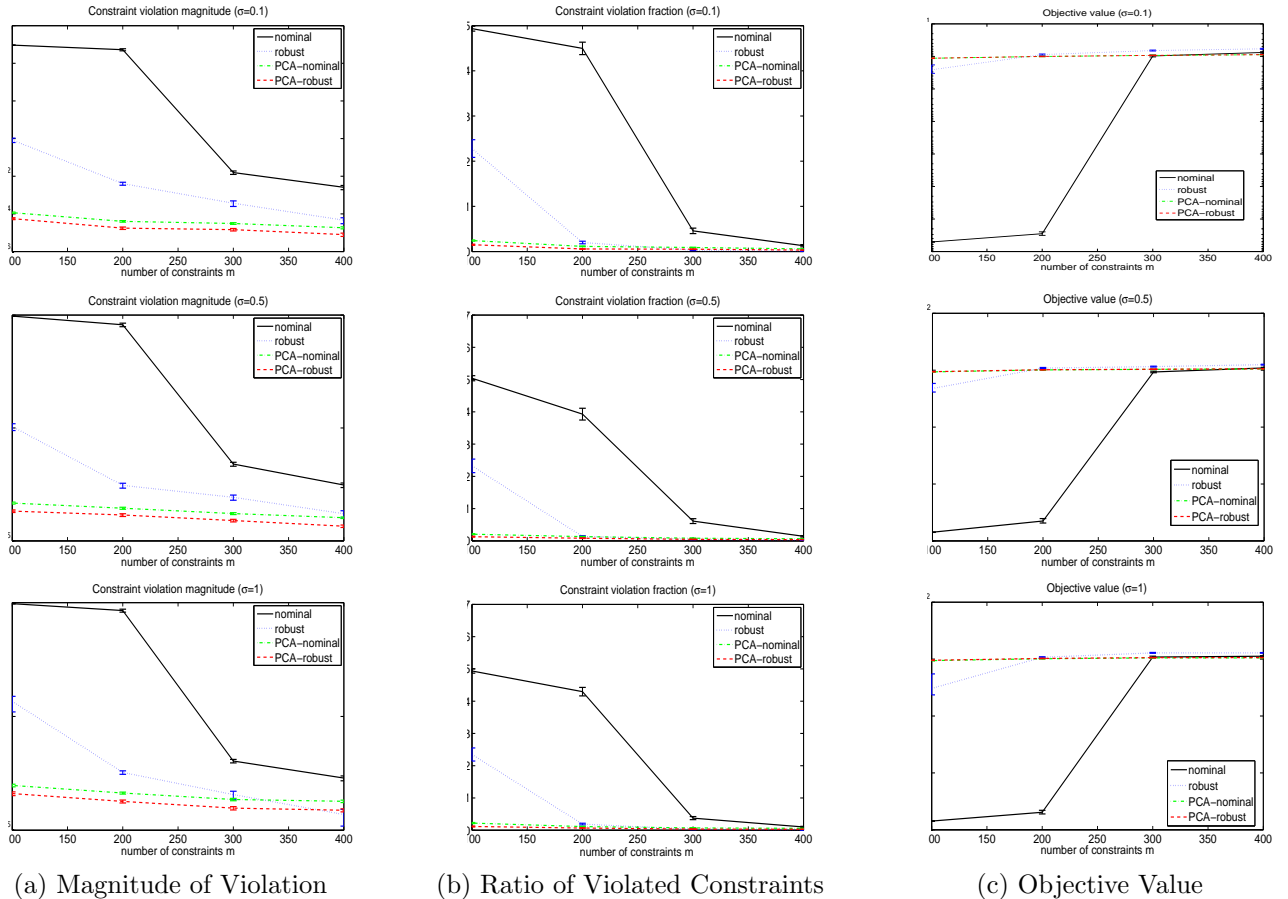 Constraint violation magnitude (σ=0.1)
nominal
robust
PCA-nominal
PCA-robust
2
4
6
00 150 200 250 300 350 400
number of constraints m
Constraint violation fraction (σ=0.1)
nominal
robust
PCA-nominal
PCA-robust
5
4
3
2
1
0
00 150 200 250 300 350 400
number of constraints m
Objective value (σ=0.1)
1
nominal
robust
PCA-nominal
PCA-robust
00 150 200 250 300 350 400
number of constraints m
Constraint violation magnitude (σ=0.5)
nominal
robust
PCA-nominal
PCA-robust
5
00 150 200 250 300 350 400
number of constraints m
Constraint violation fraction (σ=0.5)
nominal
robust
PCA-nominal
PCA-robust
7
6
5
4
3
2
1
0
00 150 200 250 300 350 400
number of constraints m
Objective value (σ=0.5)
2
nominal
robust
PCA-nominal
PCA-robust
00 150 200 250 300 350 400
number of constraints m
Constraint violation magnitude (σ=1)
nominal
robust
PCA-nominal
PCA-robust
5
00 150 200 250 300 350 400
number of constraints m
Constraint violation fraction (σ=1)
nominal
robust
PCA-nominal
PCA-robust
7
6
5
4
3
2
1
0
00 150 200 250 300 350 400
number of constraints m
Objective value (σ=1)
2
nominal
robust
PCA-nominal
PCA-robust
00 150 200 250 300 350 400
number of constraints m
(a) Magnitude of Violation
(b) Ratio of Violated Constraints
(c) Objective Value